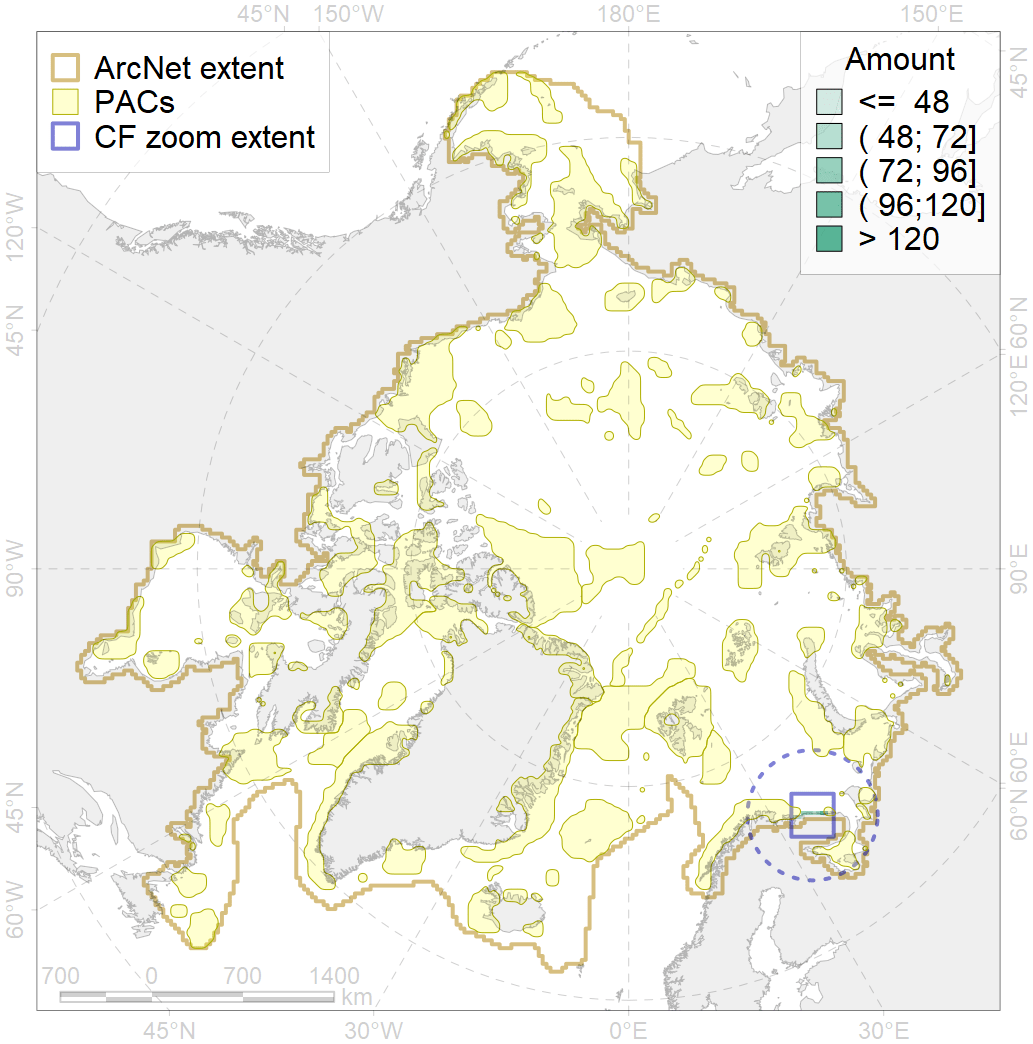 45°N 150°W 180°E 150°E
ArcNet extent
PACs
CF zoom extent
Amount
<= 48
( 48; 72]
( 72; 96]
( 96;120]
> 120
45°N
120°W
45°N
60°N
120°E
90°W
90°E
45°N
60°E
60°N
60°W
700 0 700 1400
km
45°N 30°W 0°E 30°E